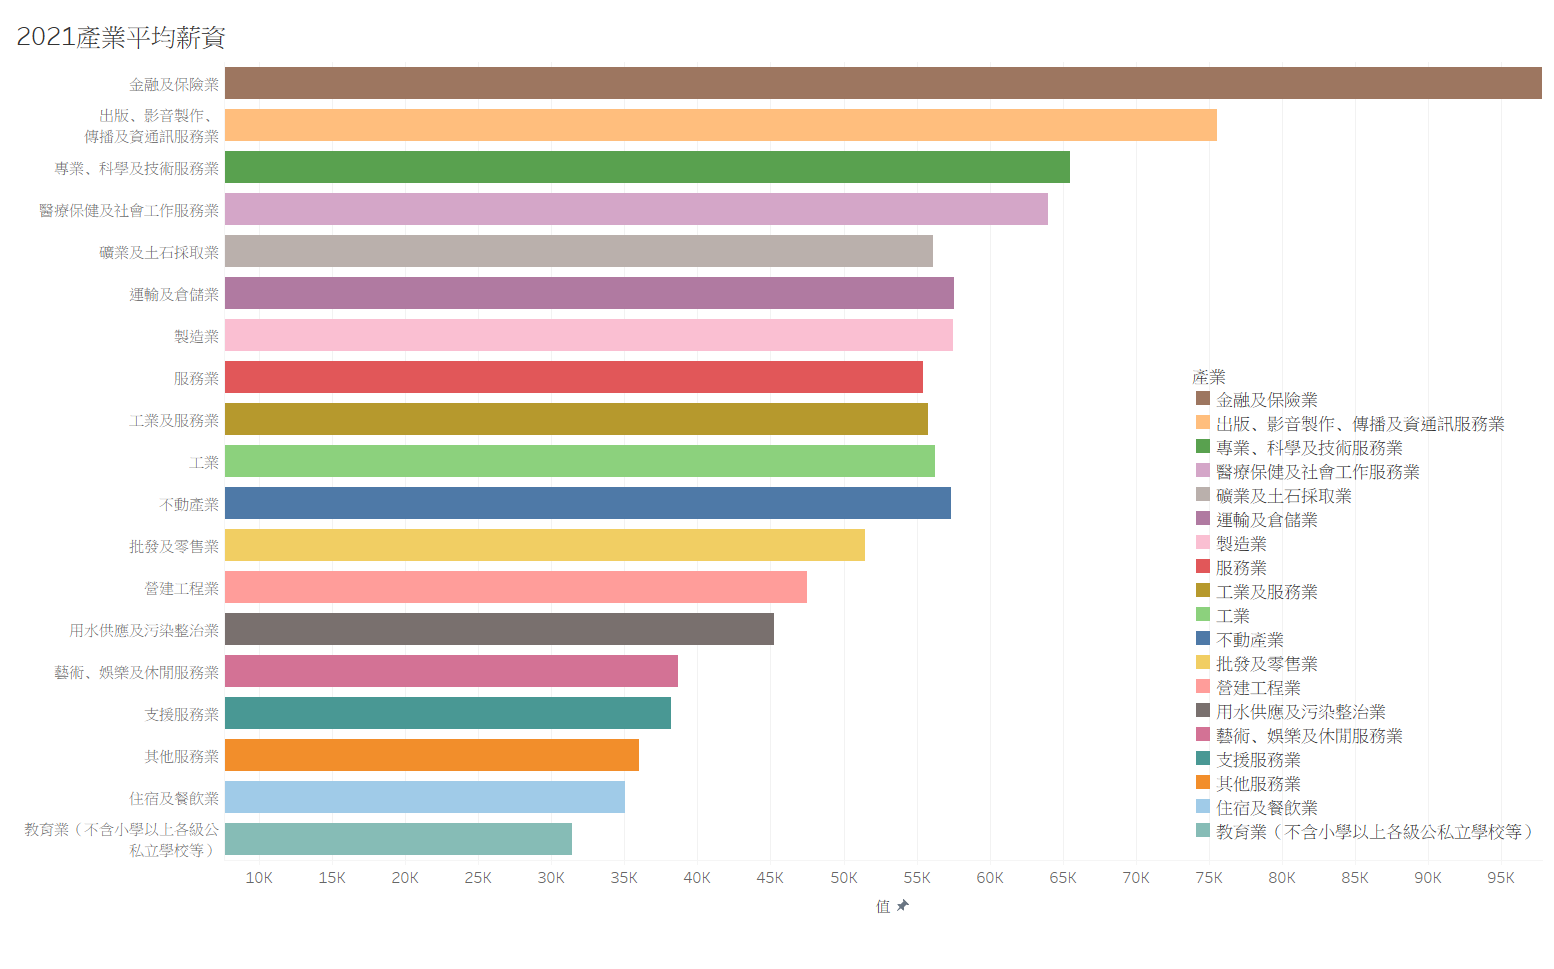 2021產業平均薪資
金融及保險業
出版、影音製作、
傳播及資通訊服務業
專業、科學及技術服務業
醫療保健及社會工作服務業
礦業及土石採取業
運輸及倉儲業
製造業
服務業
工業及服務業
工業
不動產業
批發及零售業
營建工程業
用水供應及污染整治業
藝術、娛樂及休閒服務業
支援服務業
其他服務業
住宿及餐飲業
教育業（不含小學以上各級公
私立學校等）
10K 15K 20K 25K 30K 35K 40K 45K 50K 55K 60K 65K 70K 75K 80K 85K 90K 95K
值
產業
金融及保險業
出版、影音製作、傳播及資通訊服務業
專業、科學及技術服務業
醫療保健及社會工作服務業
礦業及土石採取業
運輸及倉儲業
製造業
服務業
工業及服務業
工業
不動產業
批發及零售業
營建工程業
用水供應及污染整治業
藝術、娛樂及休閒服務業
支援服務業
其他服務業
住宿及餐飲業
教育業（不含小學以上各級公私立學校等）